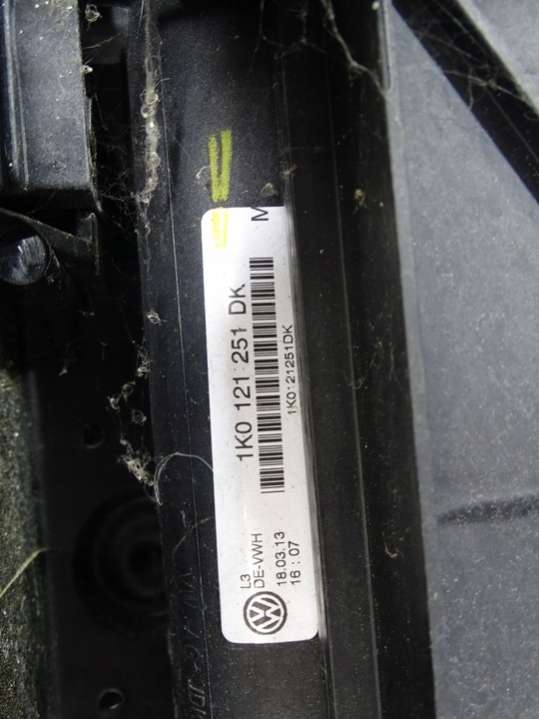 M
1K0 121 251 DK
1K0121251DK
L3
DE-VWH
18.03.13
16:07